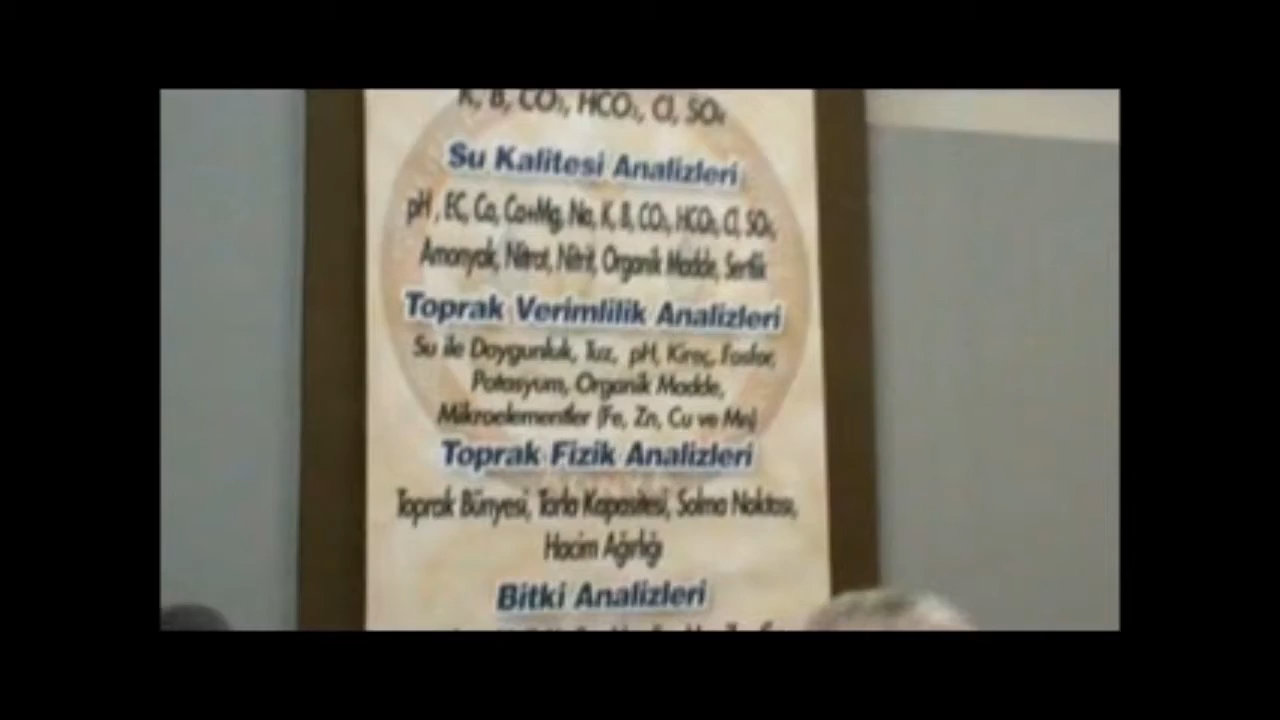 K, B, CO₃, HCO₃, Cl, SO₄
Su Kalitesi Analizleri
pH, EC, Ca, Ca+Mg, Na, K, B, CO₃, HCO₃, Cl, SO₄,
Amonyak, Nitrat, Nitrit, Organik Madde, Sertlik
Toprak Verimlilik Analizleri
Su ile Doygunluk, Tuz, pH, Kireç, Fosfor,
Potasyum, Organik Madde,
Mikroelementler (Fe, Zn, Cu ve Mn)
Toprak Fizik Analizleri
Toprak Bünyesi, Tarla Kapasitesi, Solma Noktası,
Hacim Ağırlığı
Bitki Analizleri